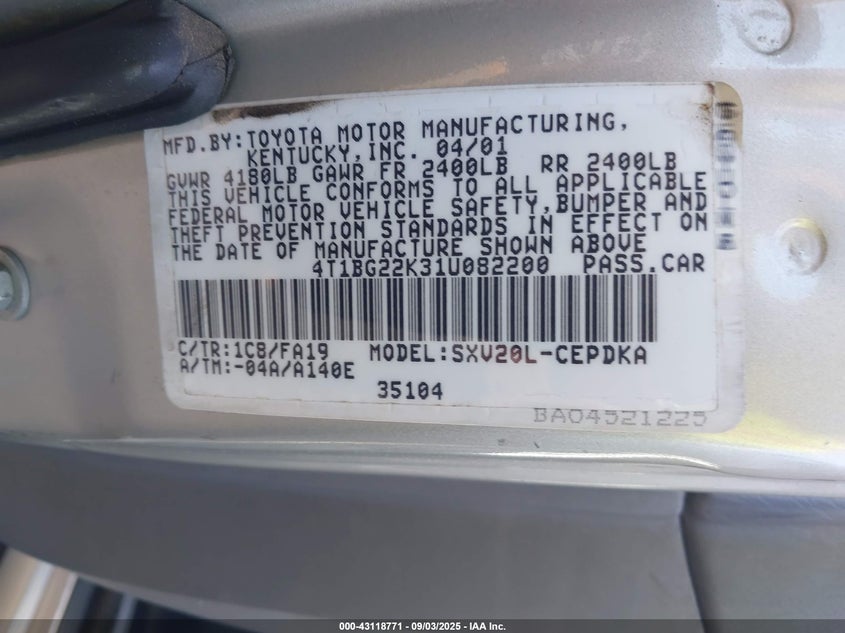 MFD.BY:TOYOTA MOTOR MANUFACTURING,
KENTUCKY,INC. 04/01
GVWR 4180LB GAWR FR 2400LB RR 2400LB
THIS VEHICLE CONFORMS TO ALL APPLICABLE
FEDERAL MOTOR VEHICLE SAFETY,BUMPER AND
THEFT PREVENTION STANDARDS IN EFFECT ON
THE DATE OF MANUFACTURE SHOWN ABOVE
4T1BG22K31U082200 PASS.CAR
C/TR:1C8/FA19 MODEL:SXV20L-CEPDKA
A/TM:-04A/A140E
35104
BA04521225
000-43118771 - 09/03/2025 - IAA Inc.